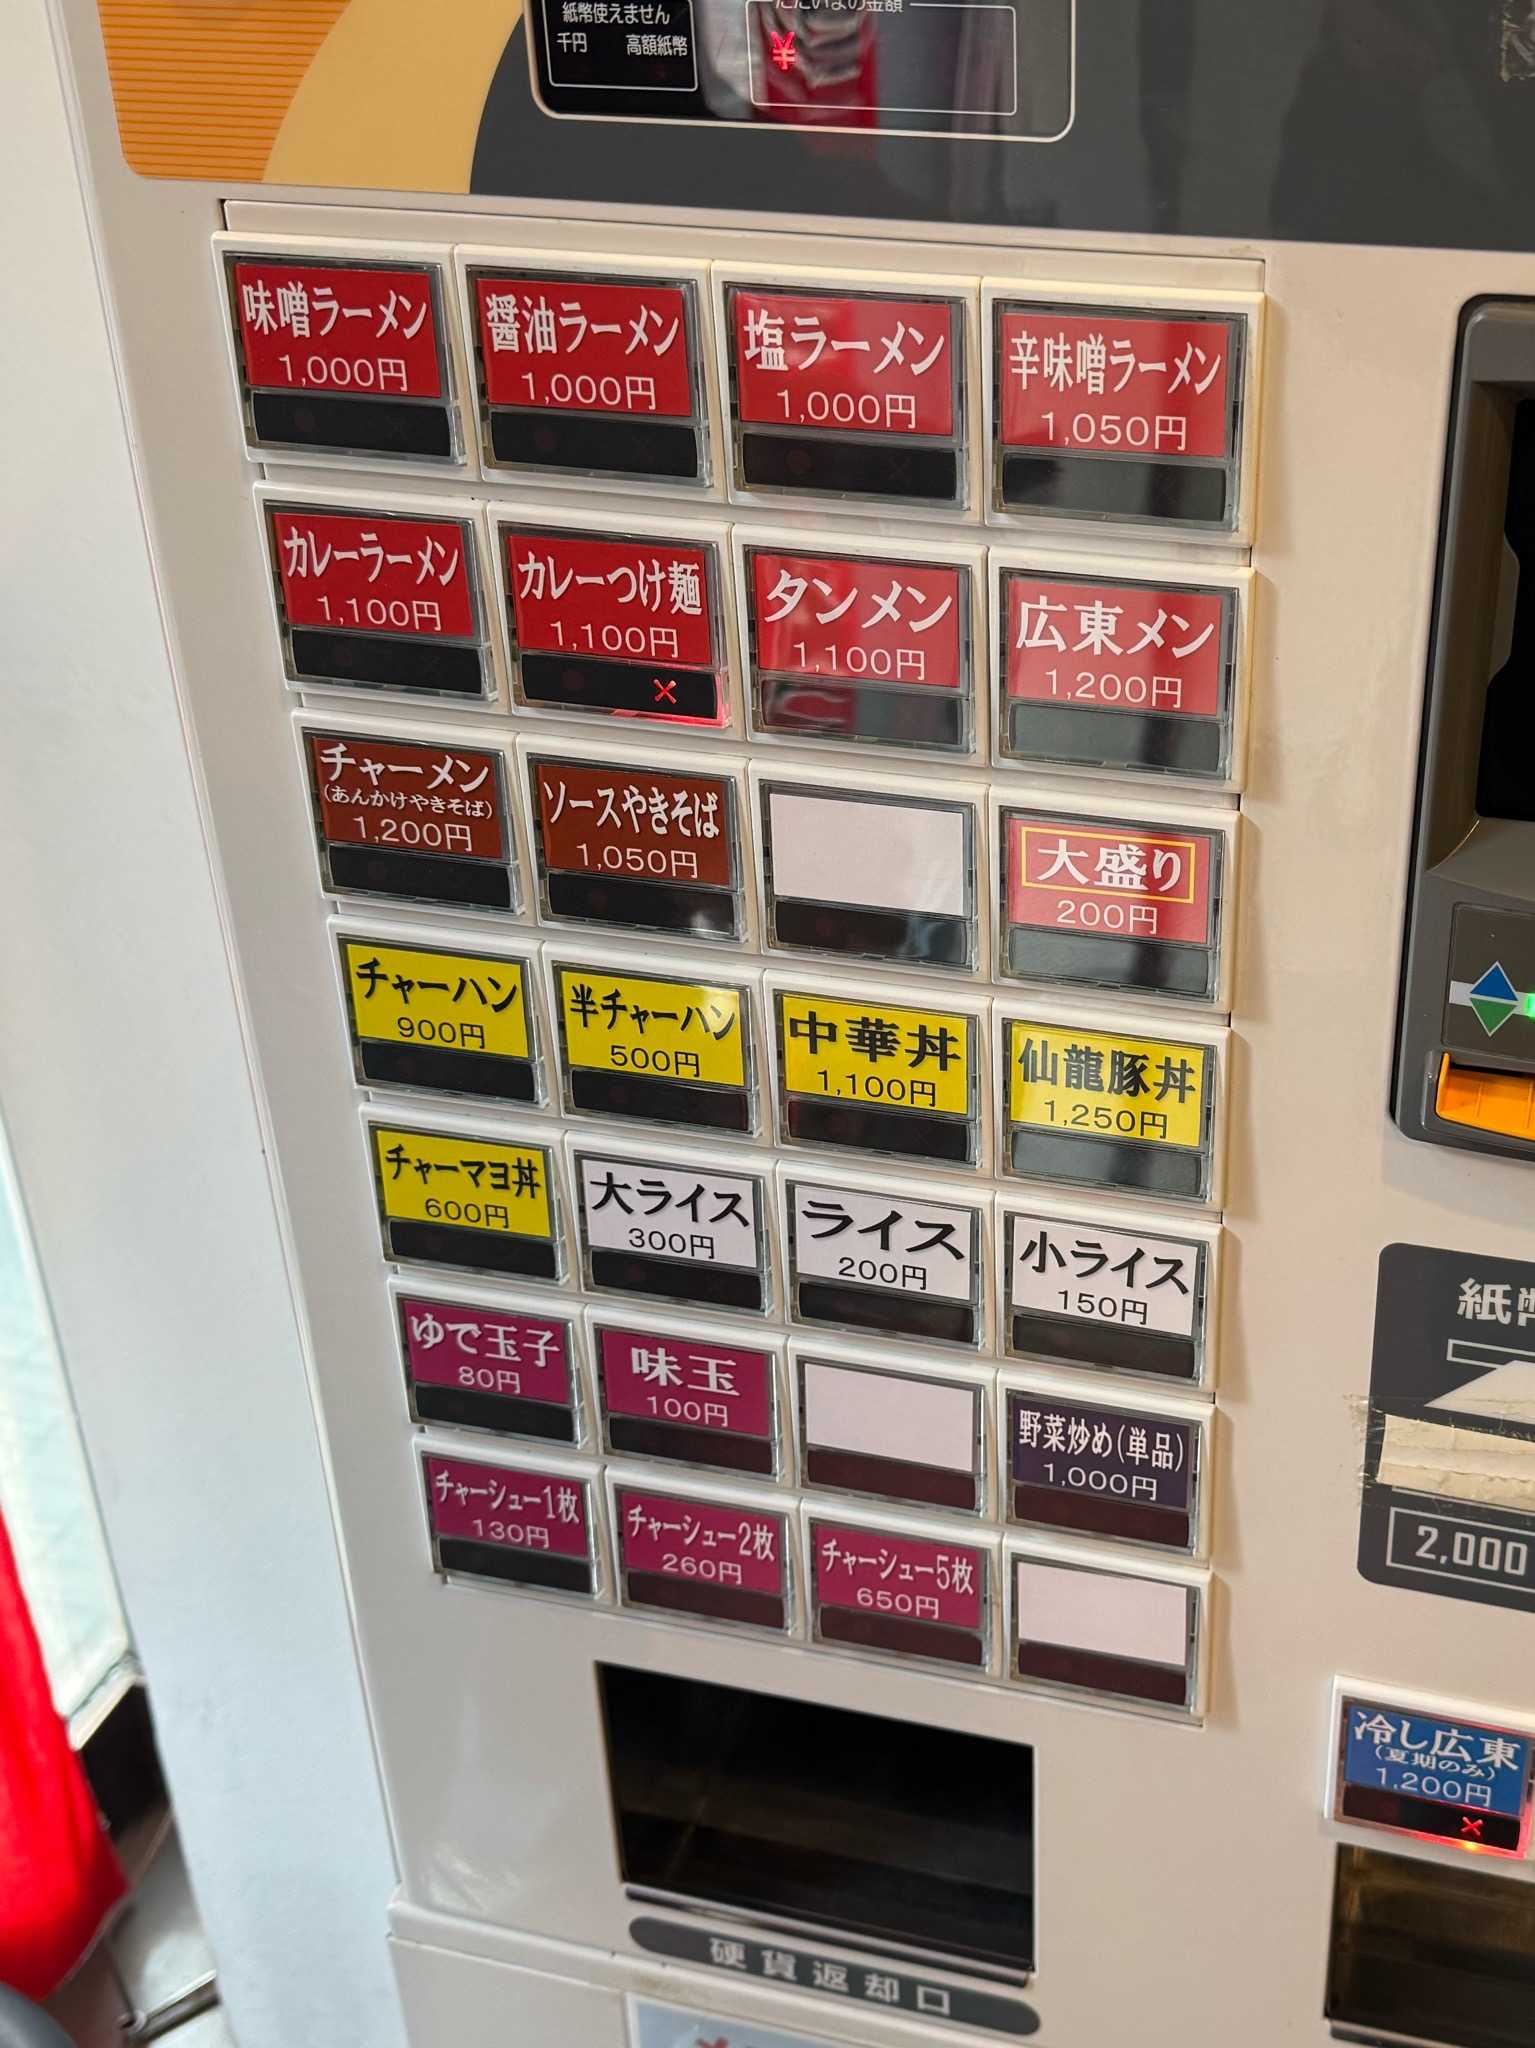 紙幣使えません
千円 高額紙幣
ただいまの金額
¥
味噌ラーメン
1,000円
醤油ラーメン
1,000円
塩ラーメン
1,000円
辛味噌ラーメン
1,050円
カレーラーメン
1,100円
カレーつけ麺
1,100円
×
タンメン
1,100円
広東メン
1,200円
チャーメン
(あんかけやきそば)
1,200円
ソースやきそば
1,050円
大盛り
200円
チャーハン
900円
半チャーハン
500円
中華丼
1,100円
仙龍豚丼
1,250円
チャーマヨ丼
600円
大ライス
300円
ライス
200円
小ライス
150円
ゆで玉子
80円
味玉
100円
野菜炒め(単品)
1,000円
チャーシュー1枚
130円
チャーシュー2枚
260円
チャーシュー5枚
650円
紙幣
2,000
冷し広東
(夏期のみ)
1,200円
×
硬貨返却口